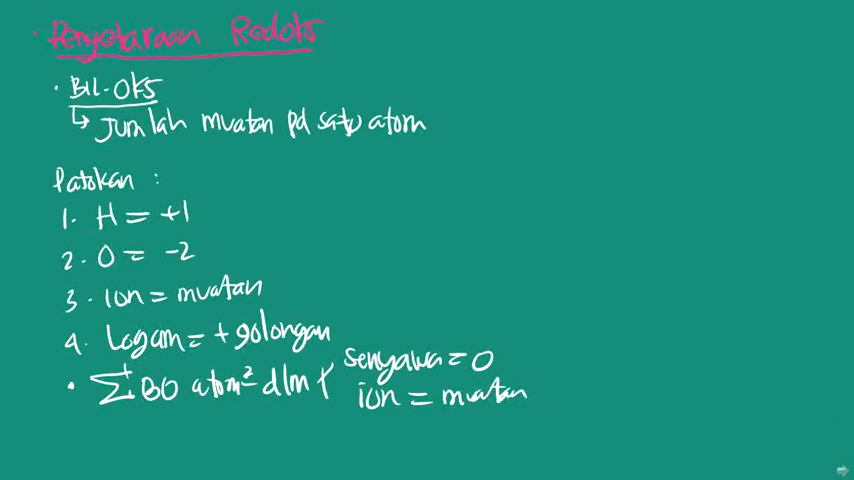 · Penyetaraan Redoks
· Bil. Oks
↳ Jumlah muatan pd satu atom
Patokan :
1. H = +1
2. O = -2
3. ion = muatan
4. Logam = + golongan
senyawa = 0
· Σ BO atom² dlm
ion = muatan